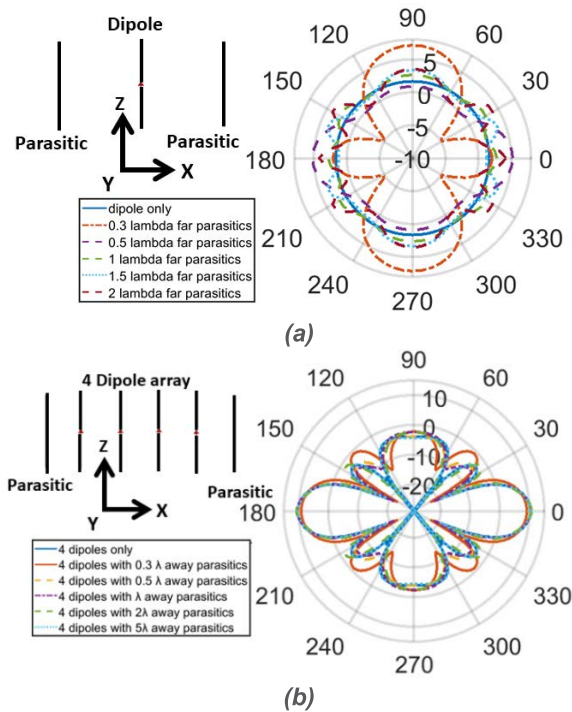 Dipole
Z
Parasitic
Parasitic
Y
X
dipole only
0.3 lambda far parasitics
0.5 lambda far parasitics
1 lambda far parasitics
1.5 lambda far parasitics
2 lambda far parasitics
90
120
60
5
150
30
0
-5
180
-10
0
210
330
240
300
270
(a)
4 Dipole array
Z
Parasitic
Parasitic
Y
X
4 dipoles only
4 dipoles with 0.3 λ away parasitics
4 dipoles with 0.5 λ away parasitics
4 dipoles with λ away parasitics
4 dipoles with 2λ away parasitics
4 dipoles with 5λ away parasitics
90
120
60
10
150
0
30
-10
-20
180
0
210
330
240
300
270
(b)